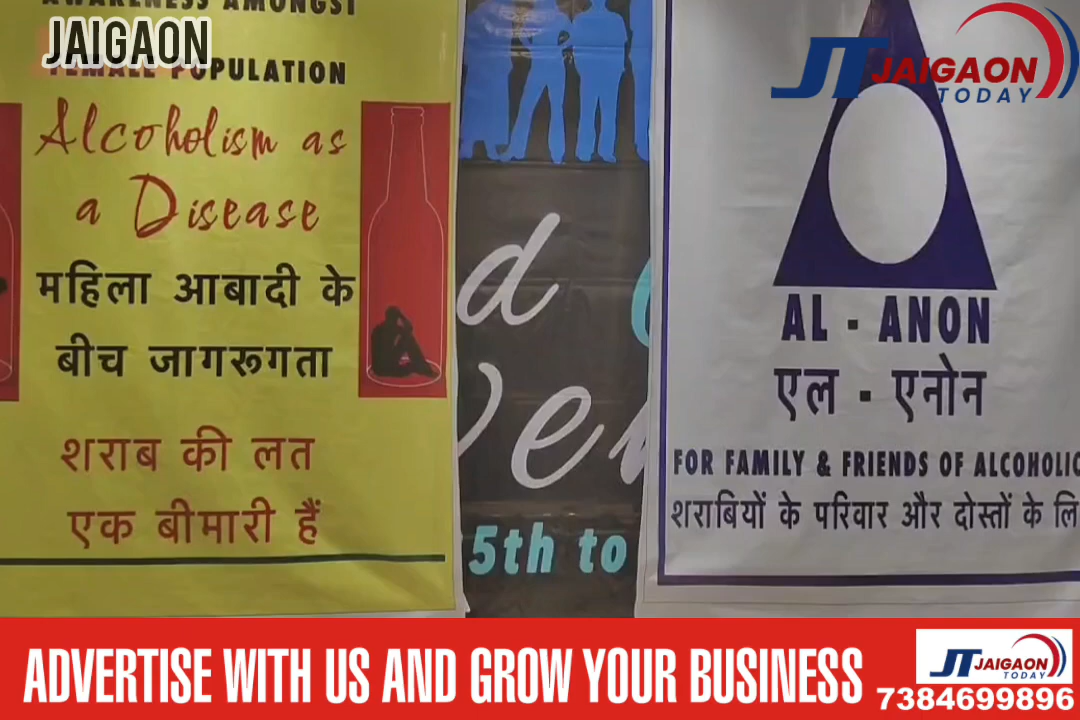 AWARENESS AMONGST
JAIGAON
FEMALE POPULATION
Alcoholism as
a Disease
महिला आबादी के
बीच जागरूगता
शराब की लत
एक बीमारी हैं
5th to
JT JAIGAON
TODAY
AL - ANON
एल - एनोन
FOR FAMILY & FRIENDS OF ALCOHOLIC
शराबियों के परिवार और दोस्तों के लि
ADVERTISE WITH US AND GROW YOUR BUSINESS
JT JAIGAON
TODAY
7384699896